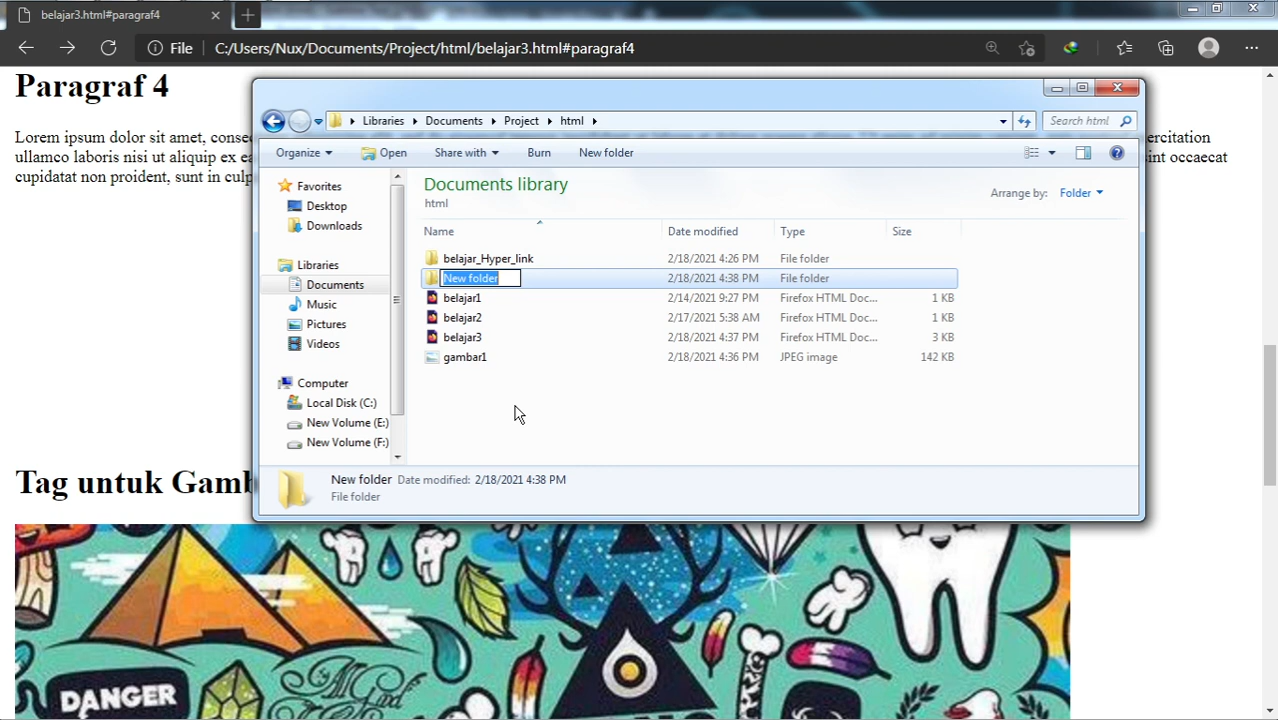 belajar3.html#paragraf4
File C:/Users/Nux/Documents/Project/html/belajar3.html#paragraf4
Paragraf 4
Lorem ipsum dolor sit amet,
ullamco laboris nisi ut aliquip ex
cupidatat non proident, sunt in
ercitation
int occaecat
Libraries Documents Project html
Search html
Organize Open Share with Burn New folder
Favorites
Desktop
Downloads
Libraries
Documents
Music
Pictures
Videos
Computer
Local Disk (C:)
New Volume (E:)
New Volume (F:)
Documents library
html
Arrange by: Folder
Name Date modified Type Size
belajar_Hyper_link 2/18/2021 4:26 PM File folder
New folder 2/18/2021 4:38 PM File folder
belajar1 2/14/2021 9:27 PM Firefox HTML Doc... 1 KB
belajar2 2/17/2021 5:38 AM Firefox HTML Doc... 1 KB
belajar3 2/18/2021 4:37 PM Firefox HTML Doc... 3 KB
gambar1 2/18/2021 4:36 PM JPEG image 142 KB
New folder Date modified: 2/18/2021 4:38 PM
File folder
Tag untuk Gamb
DANGER